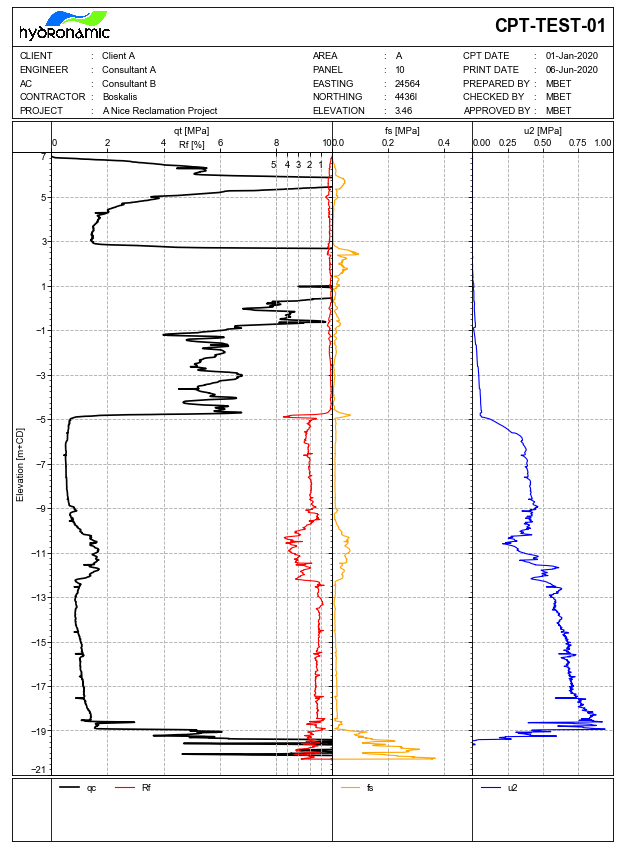 hydronamic
CPT-TEST-01
CLIENT : Client A AREA : A CPT DATE : 01-Jan-2020
ENGINEER : Consultant A PANEL : 10 PRINT DATE : 06-Jun-2020
AC : Consultant B EASTING : 24564 PREPARED BY : MBET
CONTRACTOR : Boskalis NORTHING : 4436l CHECKED BY : MBET
PROJECT : A Nice Reclamation Project ELEVATION : 3.46 APPROVED BY : MBET
qt [MPa] fs [MPa] u2 [MPa]
0 2 4 Rf [%] 6 8 10 0.0 0.2 0.4 0.00 0.25 0.50 0.75 1.00
7
5 4 3 2 1
5
3
1
−1
−3
−5
−7
−9
−11
−13
−15
−17
−19
−21
Elevation [m+CD]
qc Rf fs u2